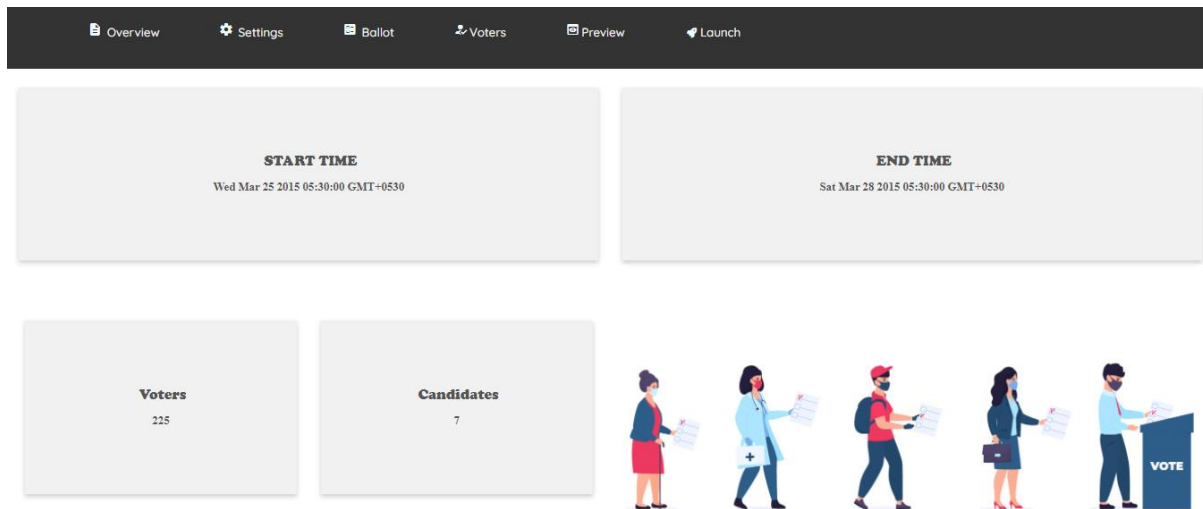 Overview Settings Ballot Voters Preview Launch
START TIME
Wed Mar 25 2015 05:30:00 GMT+0530
END TIME
Sat Mar 28 2015 05:30:00 GMT+0530
Voters
225
Candidates
7
VOTE